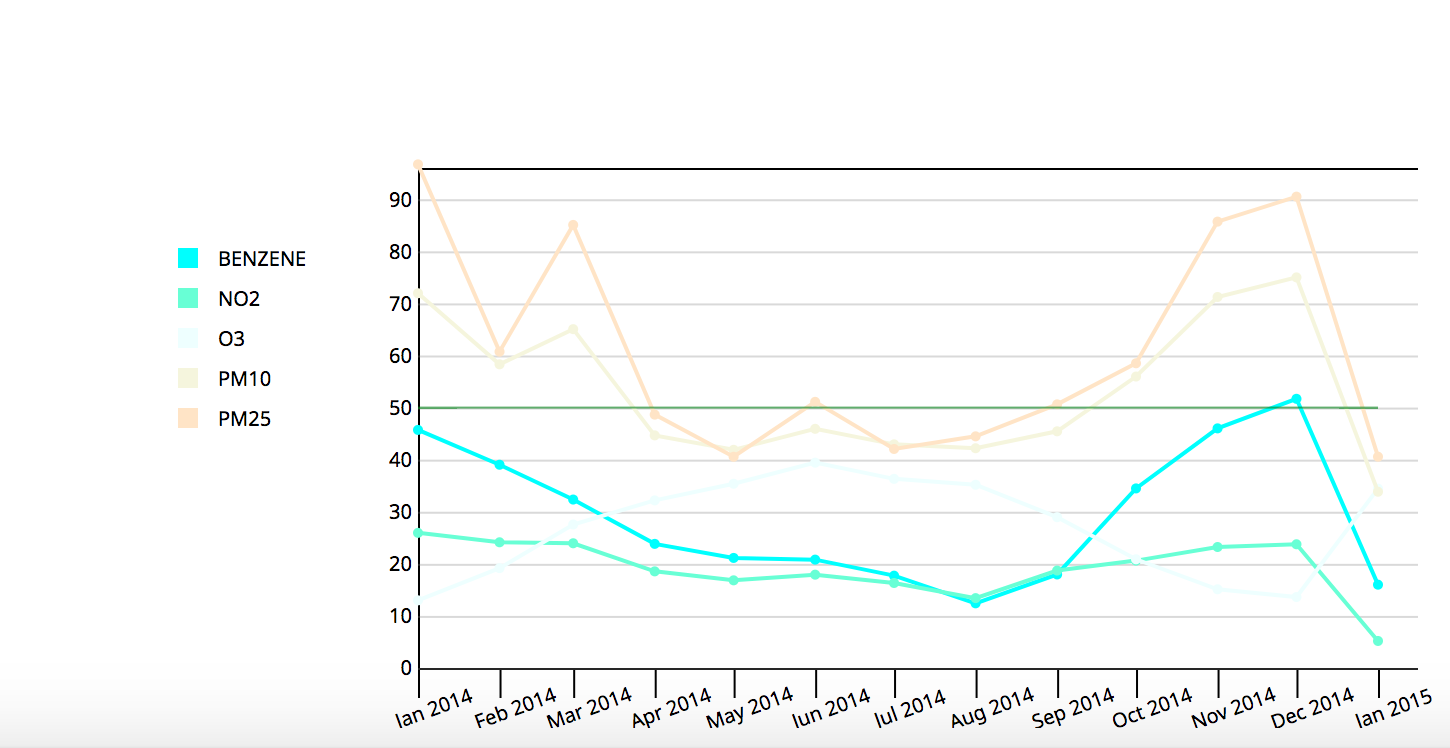 BENZENE
NO2
O3
PM10
PM25
90
80
70
60
50
40
30
20
10
0
Jan 2014
Feb 2014
Mar 2014
Apr 2014
May 2014
Jun 2014
Jul 2014
Aug 2014
Sep 2014
Oct 2014
Nov 2014
Dec 2014
Jan 2015